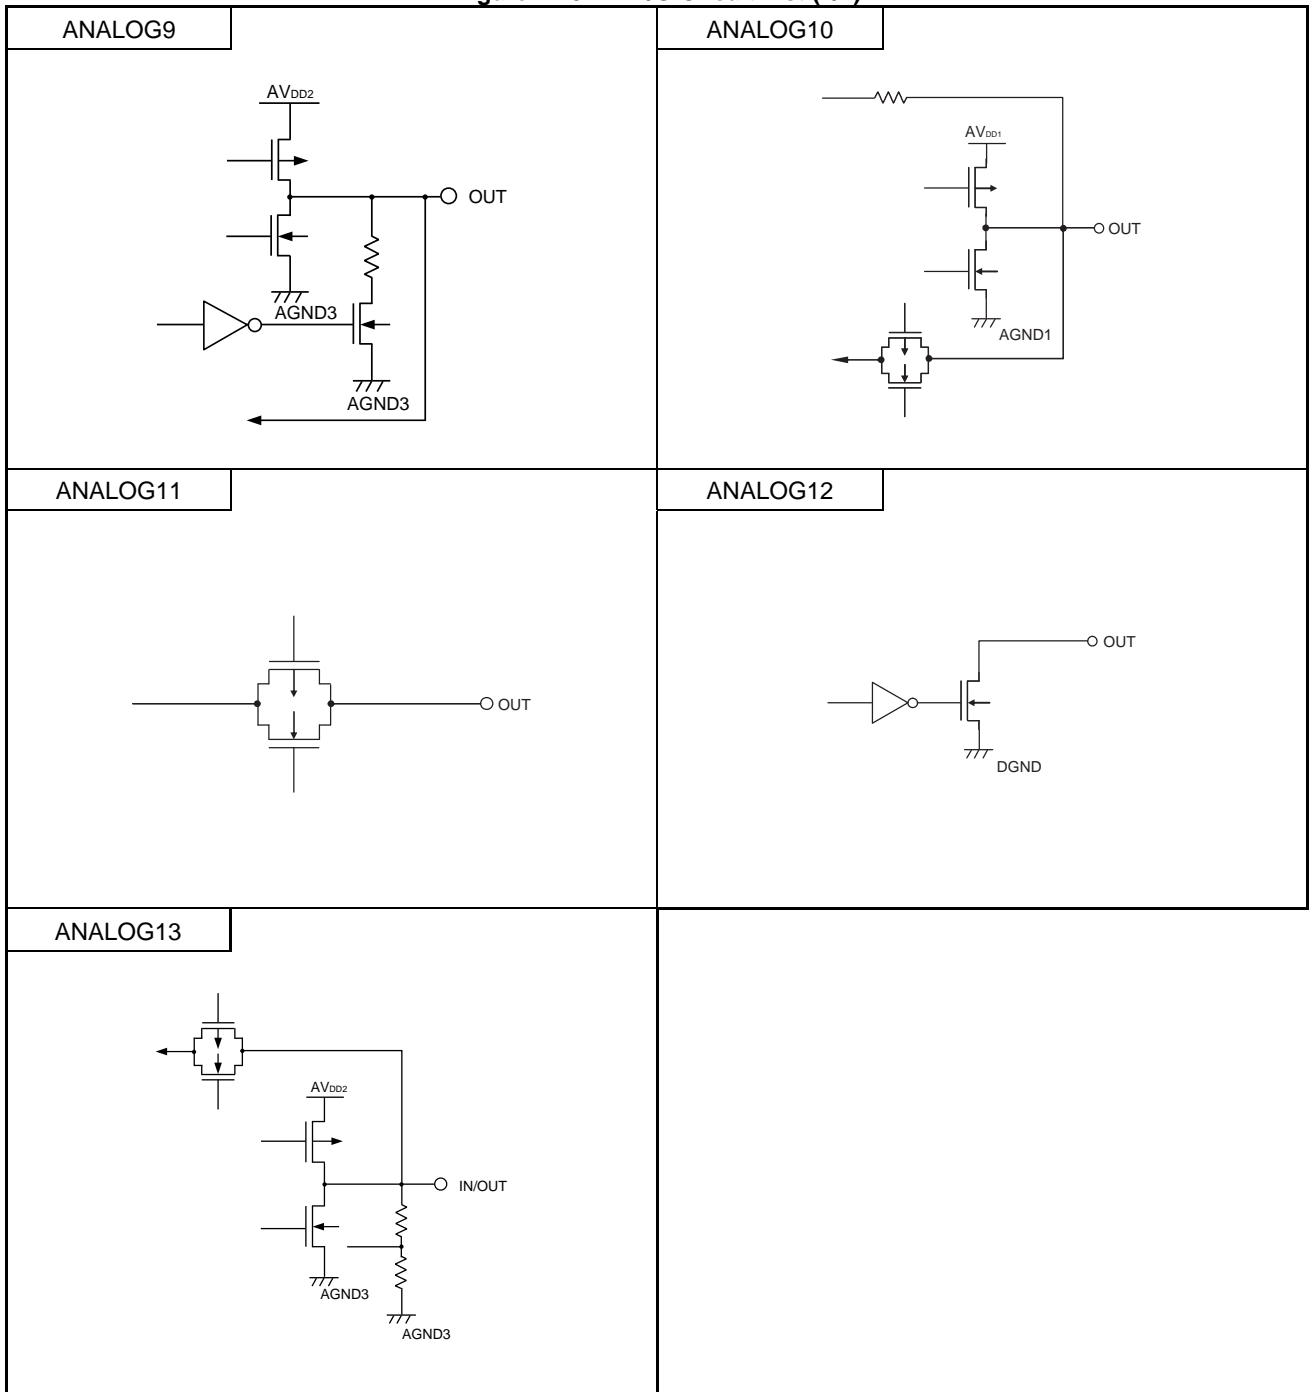 ANALOG9
AVDD2
OUT
AGND3
AGND3
ANALOG10
AVDD1
OUT
AGND1
ANALOG11
OUT
ANALOG12
OUT
DGND
ANALOG13
AVDD2
IN/OUT
AGND3
AGND3